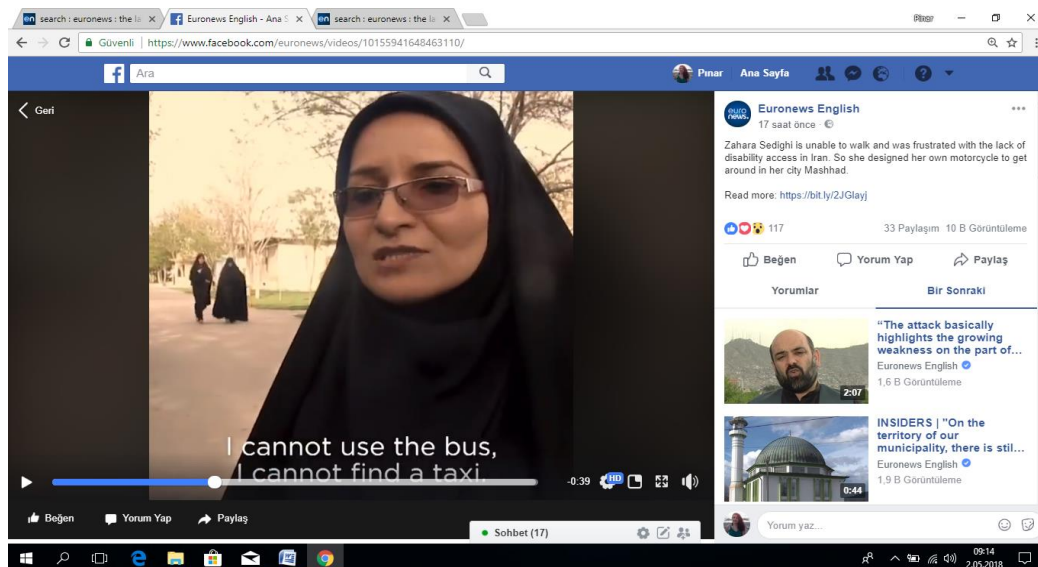 search : euronews : the la
Euronews English - Ana S
search : euronews : the la
Pınar
Güvenli | https://www.facebook.com/euronews/videos/10155941648463110/
Ara
Pınar Ana Sayfa
Geri
I cannot use the bus,
I cannot find a taxi.
-0:39 HD
Beğen Yorum Yap Paylaş
euro
news.
Euronews English
17 saat önce ·
Zahara Sedighi is unable to walk and was frustrated with the lack of
disability access in Iran. So she designed her own motorcycle to get
around in her city Mashhad.
Read more: https://bit.ly/2JGlayj
117 33 Paylaşım 10 B Görüntüleme
Beğen Yorum Yap Paylaş
Yorumlar Bir Sonraki
“The attack basically
highlights the growing
weakness on the part of...
Euronews English
1,6 B Görüntüleme
2:07
INSIDERS | "On the
territory of our
municipality, there is stil...
Euronews English
1,9 B Görüntüleme
0:44
Yorum yaz...
Sohbet (17)
09:14
2.05.2018